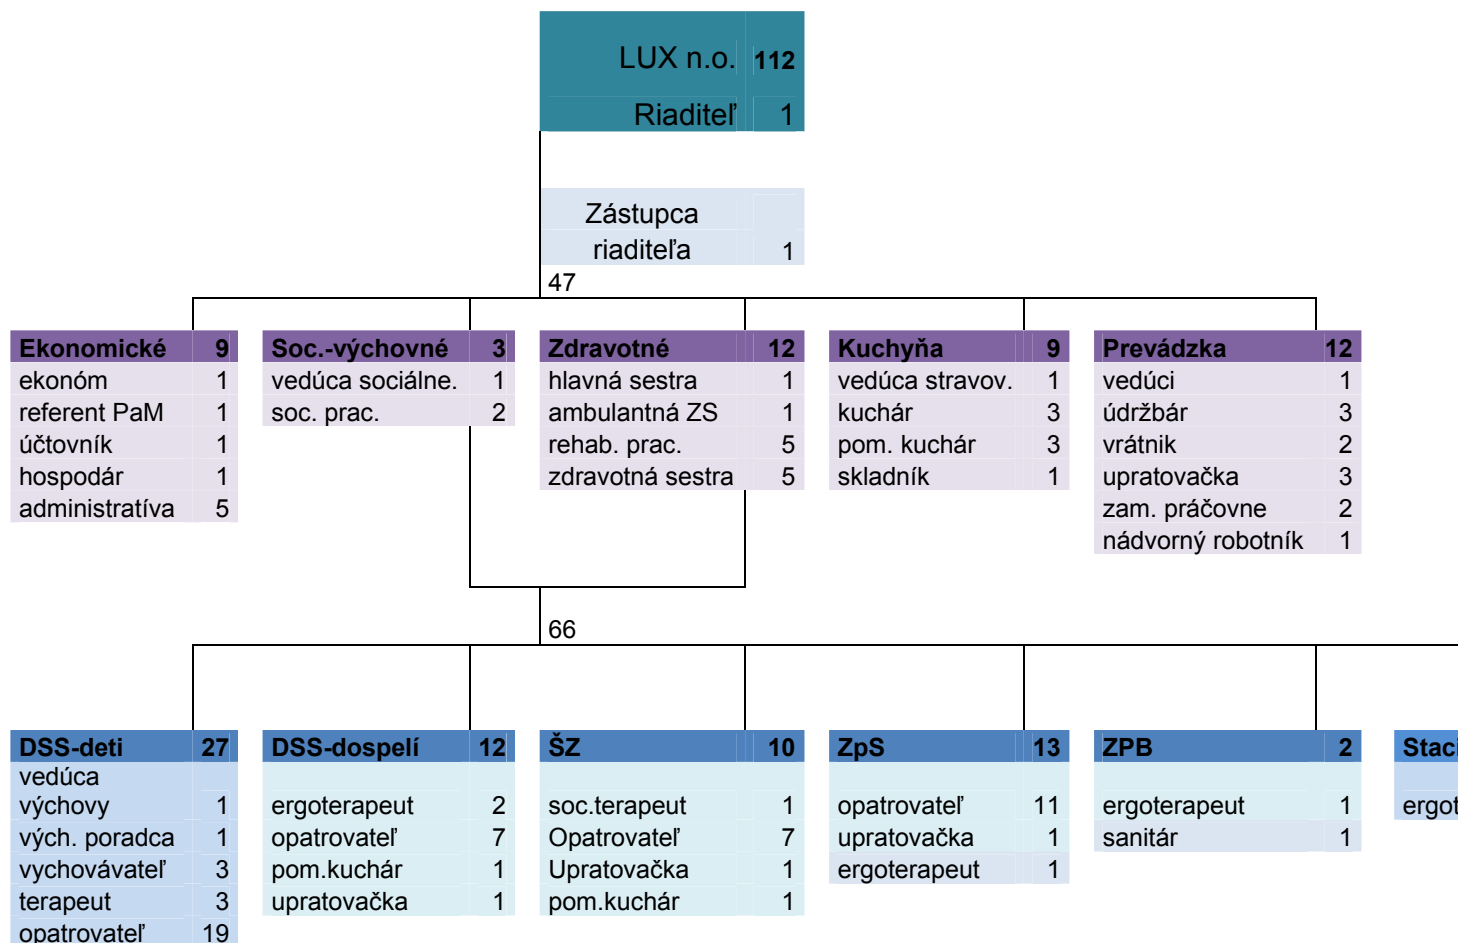 LUX n.o. 112
Riaditeľ 1
Zástupca
riaditeľa 1
47
Ekonomické 9
ekonóm 1
referent PaM 1
účtovník 1
hospodár 1
administratíva 5
Soc.-výchovné 3
vedúca sociálne. 1
soc. prac. 2
Zdravotné 12
hlavná sestra 1
ambulantná ZS 1
rehab. prac. 5
zdravotná sestra 5
Kuchyňa 9
vedúca stravov. 1
kuchár 3
pom. kuchár 3
skladník 1
Prevádzka 12
vedúci 1
údržbár 3
vrátnik 2
upratovačka 3
zam. práčovne 2
nádvorný robotník 1
66
DSS-deti 27
vedúca
výchovy 1
vých. poradca 1
vychovávateľ 3
terapeut 3
opatrovateľ 19
DSS-dospelí 12
ergoterapeut 2
opatrovateľ 7
pom.kuchár 1
upratovačka 1
ŠZ 10
soc.terapeut 1
Opatrovateľ 7
Upratovačka 1
pom.kuchár 1
ZpS 13
opatrovateľ 11
upratovačka 1
ergoterapeut 1
ZPB 2
ergoterapeut 1
sanitár 1
Staci
ergot